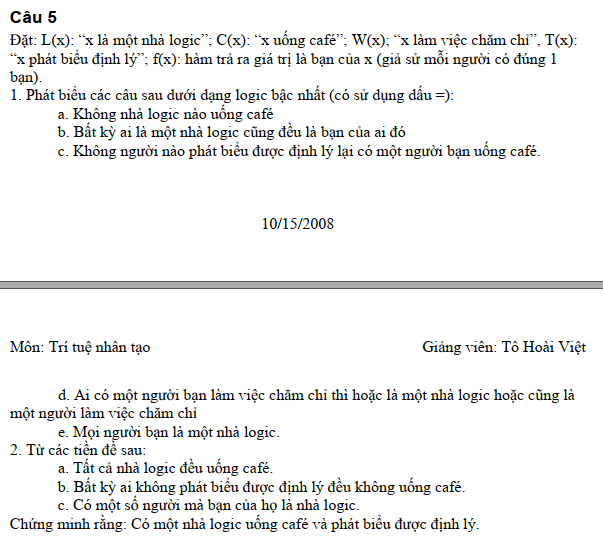 Câu 5
Đặt: L(x): “x là một nhà logic”; C(x): “x uống café”; W(x); “x làm việc chăm chỉ”, T(x):
“x phát biểu định lý”; f(x): hàm trả ra giá trị là bạn của x (giả sử mỗi người có đúng 1
bạn).
1. Phát biểu các câu sau dưới dạng logic bậc nhất (có sử dụng dấu =):
a. Không nhà logic nào uống café
b. Bất kỳ ai là một nhà logic cũng đều là bạn của ai đó
c. Không người nào phát biểu được định lý lại có một người bạn uống café.
10/15/2008
Môn: Trí tuệ nhân tạo
Giảng viên: Tô Hoài Việt
d. Ai có một người bạn làm việc chăm chỉ thì hoặc là một nhà logic hoặc cũng là
một người làm việc chăm chỉ
e. Mọi người bạn là một nhà logic.
2. Từ các tiền đề sau:
a. Tất cả nhà logic đều uống café.
b. Bất kỳ ai không phát biểu được định lý đều không uống café.
c. Có một số người mà bạn của họ là nhà logic.
Chứng minh rằng: Có một nhà logic uống café và phát biểu được định lý.